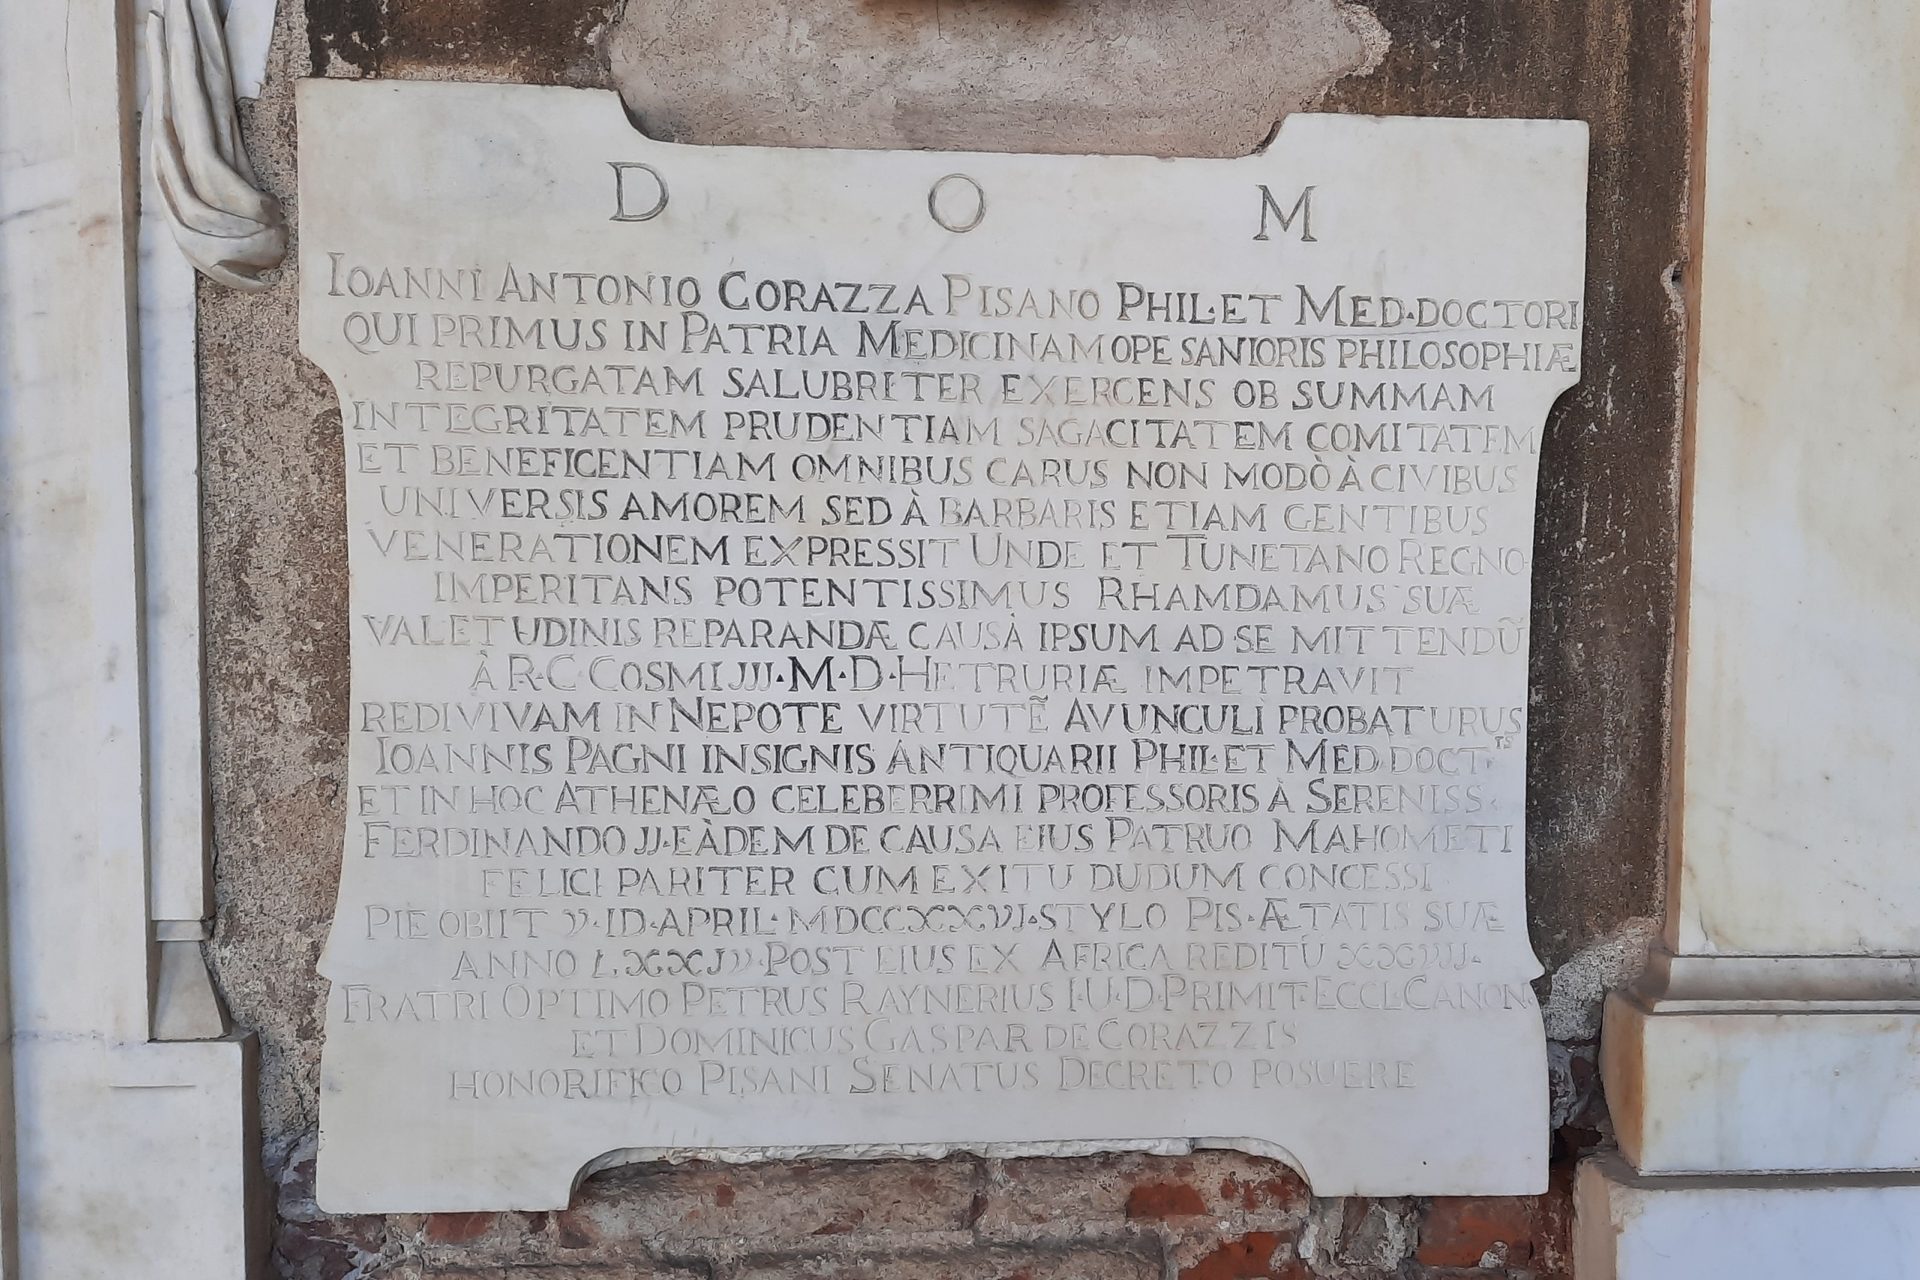 D O M
IOANNI ANTONIO CORAZZA PISANO PHIL·ET MED·DOCTORI
QUI PRIMUS IN PATRIA MEDICINAM OPE SANIORIS PHILOSOPHIÆ
REPURGATAM SALUBRITER EXERCENS OB SUMMAM
INTEGRITATEM PRUDENTIAM SAGACITATEM COMITATEM
ET BENEFICENTIAM OMNIBUS CARUS NON MODÒ À CIVIBUS
UNIVERSIS AMOREM SED À BARBARIS ETIAM GENTIBUS
VENERATIONEM EXPRESSIT UNDE ET TUNETANO REGNO
IMPERITANS POTENTISSIMUS RHAMDAMUS SUÆ
VALETUDINIS REPARANDÆ CAUSÀ IPSUM AD SE MITTENDŨ
À R·C·COSMI JJJ·M·D·HETRURIÆ IMPETRAVIT
REDIVIVAM IN NEPOTE VIRTUTẼ AVUNCULI PROBATURUS
IOANNIS PAGNI INSIGNIS ANTIQUARII PHIL·ET MED·DOCTᴵˢ
ET IN HOC ATHENÆO CELEBERRIMI PROFESSORIS À SERENISS·
FERDINANDO JJ·EÀDEM DE CAUSA EIUS PATRUO MAHOMETI
FELICI PARITER CUM EXITU DUDUM CONCESSI
PIE OBIIT V·ID·APRIL·MDCCXXVJ·STYLO PIS·ÆTATIS SUÆ
ANNO LXXJV·POST EIUS EX AFRICA REDITŨ XXVJJ·
FRATRI OPTIMO PETRUS RAYNERIUS I·U·D·PRIMIT·ECCL·CANON·
ET DOMINICUS GASPAR DE CORAZZIS
HONORIFICO PISANI SENATUS DECRETO POSUERE